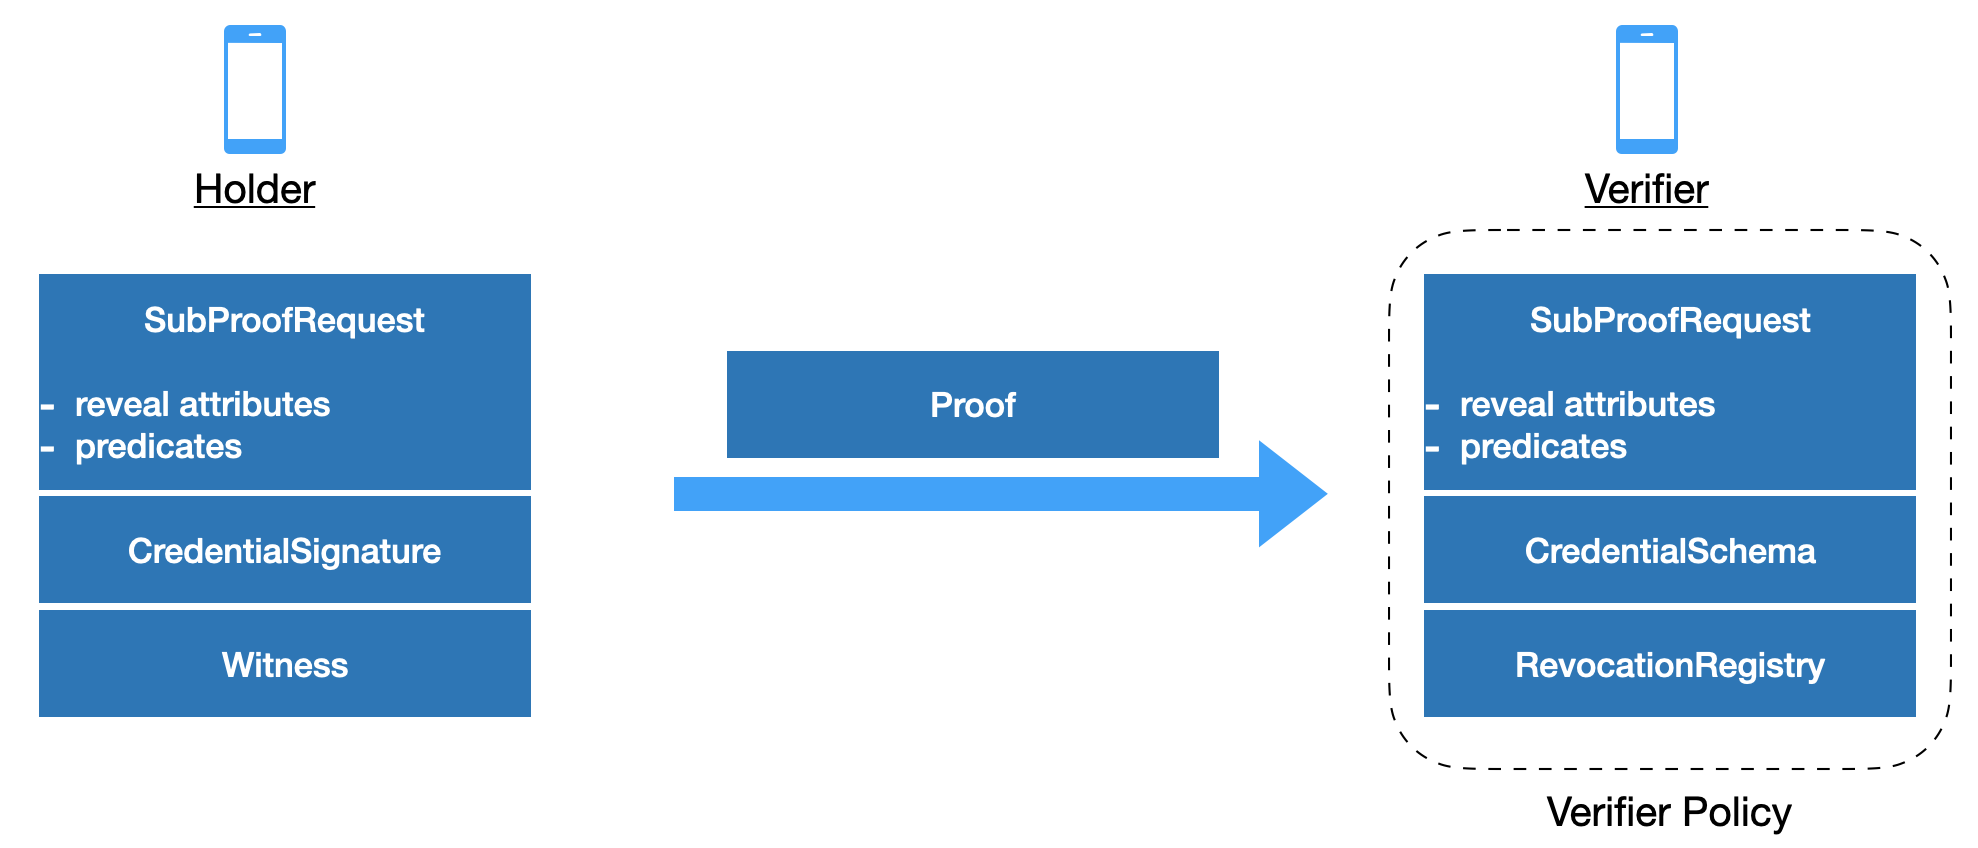 Holder
SubProofRequest
- reveal attributes
- predicates
CredentialSignature
Witness
Proof
Verifier
SubProofRequest
- reveal attributes
- predicates
CredentialSchema
RevocationRegistry
Verifier Policy